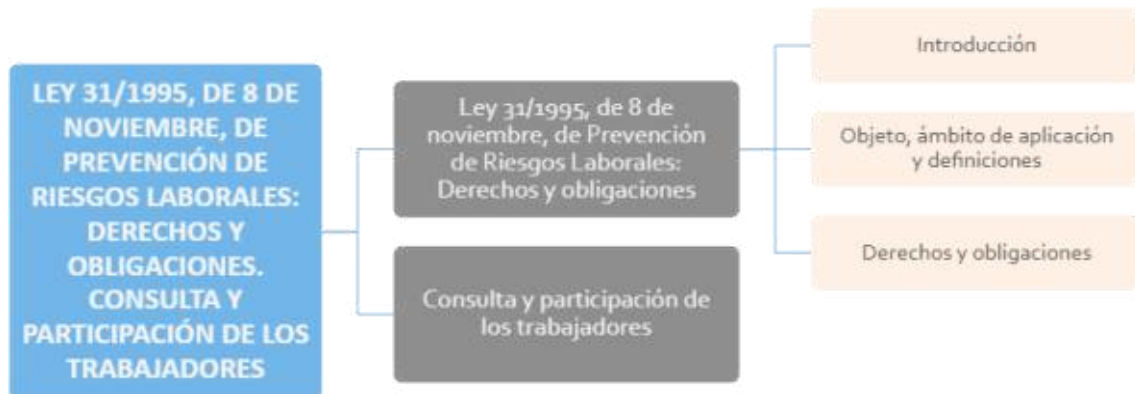 LEY 31/1995, DE 8 DE
NOVIEMBRE, DE
PREVENCIÓN DE
RIESGOS LABORALES:
DERECHOS Y
OBLIGACIONES.
CONSULTA Y
PARTICIPACIÓN DE LOS
TRABAJADORES
Ley 31/1995, de 8 de
noviembre, de Prevención
de Riesgos Laborales:
Derechos y obligaciones
Introducción
Objeto, ámbito de aplicación
y definiciones
Derechos y obligaciones
Consulta y participación de
los trabajadores